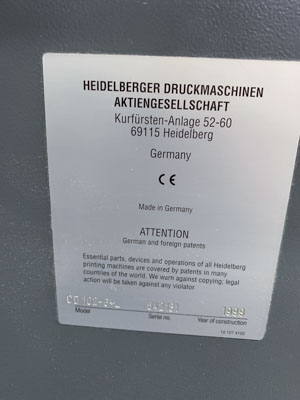 HEIDELBERGER DRUCKMASCHINEN
AKTIENGESELLSCHAFT
Kurfürsten-Anlage 52-60
69115 Heidelberg
Germany
CE
Made in Germany
ATTENTION
German and foreign patents
Essential parts, devices and operations of all Heidelberg
printing machines are covered by patents in many
countries of the world. We warn against copying; legal
action will be taken against any violator.
1999
Model Serial no. Year of construction